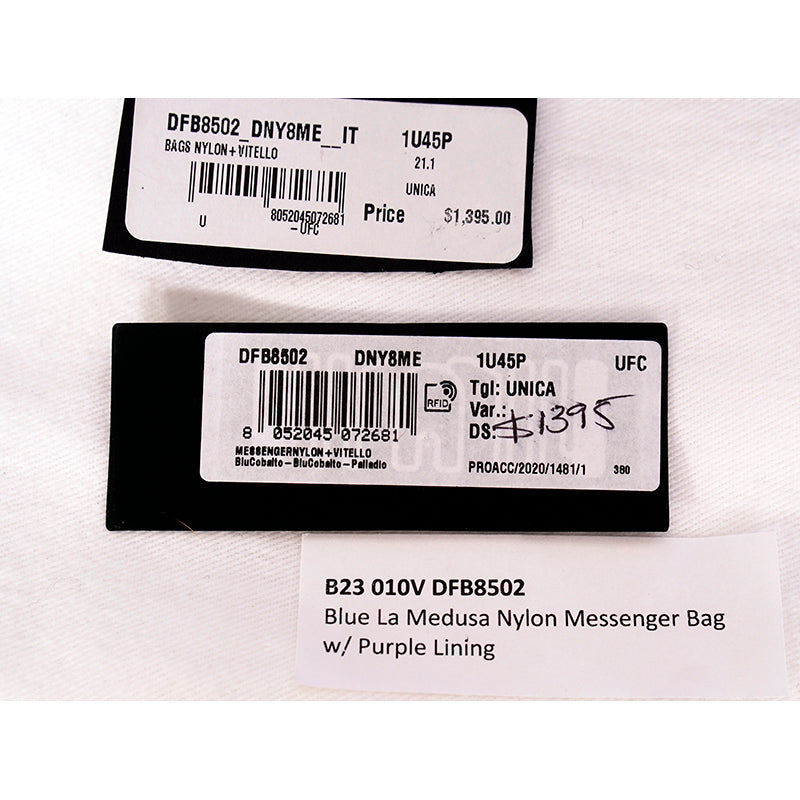 DFB8502_DNY8ME__IT 1U45P
BAGS NYLON+VITELLO 21.1
UNICA
U 8052045072681 Price $1,395.00
-UFC
DFB8502 DNY8ME 1U45P UFC
RFID Tgl: UNICA
Var.:
8 052045 072681 DS: $1395
MESSENGERNYLON+VITELLO
BluCobalto-BluCobalto-Palladio PROACC/2020/1481/1 380
B23 010V DFB8502
Blue La Medusa Nylon Messenger Bag
w/ Purple Lining